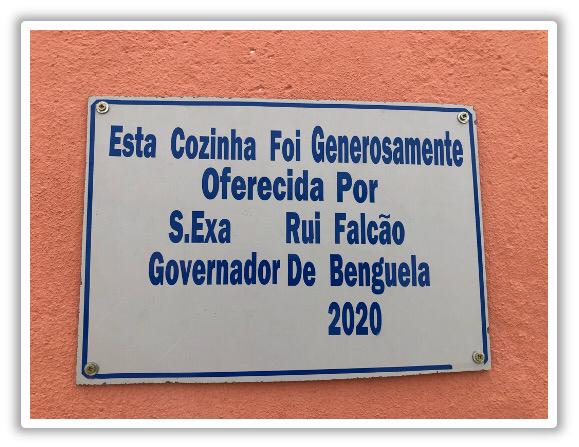 Esta Cozinha Foi Generosamente
Oferecida Por
S.Exa Rui Falcão
Governador De Benguela
2020